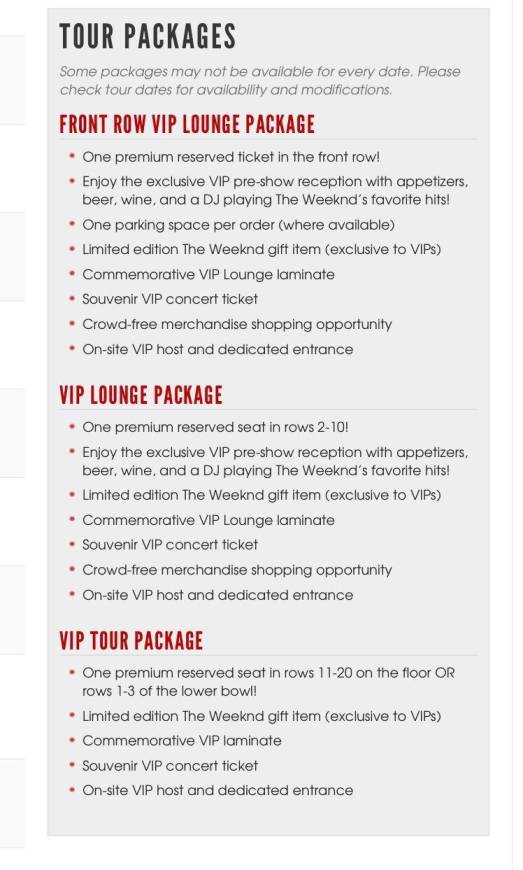 TOUR PACKAGES
Some packages may not be available for every date. Please
check tour dates for availability and modifications.
FRONT ROW VIP LOUNGE PACKAGE
• One premium reserved ticket in the front row!
• Enjoy the exclusive VIP pre-show reception with appetizers,
beer, wine, and a DJ playing The Weeknd's favorite hits!
• One parking space per order (where available)
• Limited edition The Weeknd gift item (exclusive to VIPs)
• Commemorative VIP Lounge laminate
• Souvenir VIP concert ticket
• Crowd-free merchandise shopping opportunity
• On-site VIP host and dedicated entrance
VIP LOUNGE PACKAGE
• One premium reserved seat in rows 2-10!
• Enjoy the exclusive VIP pre-show reception with appetizers,
beer, wine, and a DJ playing The Weeknd's favorite hits!
• Limited edition The Weeknd gift item (exclusive to VIPs)
• Commemorative VIP Lounge laminate
• Souvenir VIP concert ticket
• Crowd-free merchandise shopping opportunity
• On-site VIP host and dedicated entrance
VIP TOUR PACKAGE
• One premium reserved seat in rows 11-20 on the floor OR
rows 1-3 of the lower bowl!
• Limited edition The Weeknd gift item (exclusive to VIPs)
• Commemorative VIP laminate
• Souvenir VIP concert ticket
• On-site VIP host and dedicated entrance